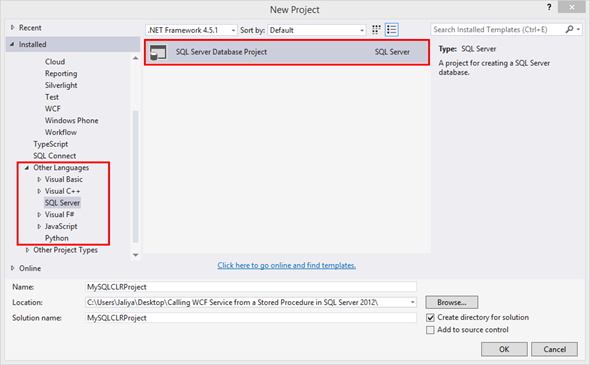 New Project
?
Recent
.NET Framework 4.5.1
Sort by:
Default
Search Installed Templates (Ctrl+E)
Installed
SQL Server Database Project
SQL Server
Type: SQL Server
A project for creating a SQL Server
database.
Cloud
Reporting
Silverlight
Test
WCF
Windows Phone
Workflow
TypeScript
SQL Connect
Other Languages
Visual Basic
Visual C++
SQL Server
Visual F#
JavaScript
Python
Other Project Types
Online
Click here to go online and find templates.
Name:
MySQLCLRProject
Location:
C:\Users\Jaliya\Desktop\Calling WCF Service from a Stored Procedure in SQL Server 2012\
Browse...
Solution name:
MySQLCLRProject
Create directory for solution
Add to source control
OK
Cancel